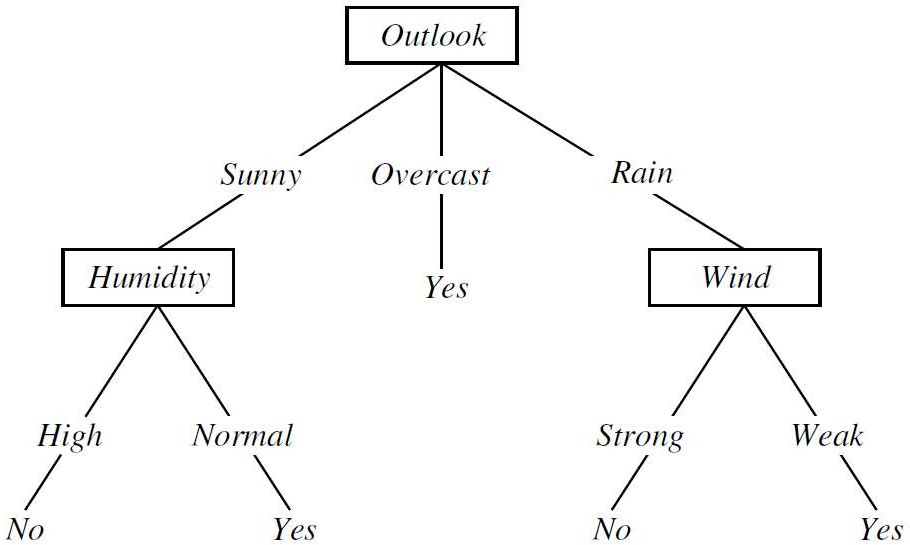 Outlook
Sunny Overcast Rain
Humidity Yes Wind
High Normal Strong Weak
No Yes No Yes